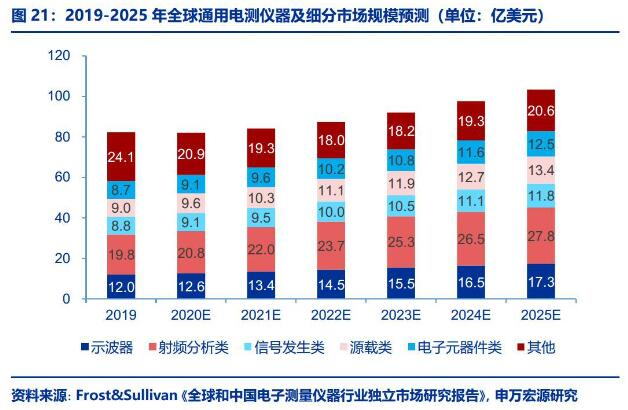 图 21：2019-2025 年全球通用电测仪器及细分市场规模预测（单位：亿美元）
120
100
80
60
40
20
0
24.1 20.9 19.3 18.0 18.2 19.3 20.6
8.7 9.1 9.6 10.2 10.8 11.6 12.5
9.0 9.6 10.3 11.1 11.9 12.7 13.4
8.8 9.1 9.5 10.0 10.5 11.1 11.8
19.8 20.8 22.0 23.7 25.3 26.5 27.8
12.0 12.6 13.4 14.5 15.5 16.5 17.3
2019 2020E 2021E 2022E 2023E 2024E 2025E
示波器 射频分析类 信号发生类 源载类 电子元器件类 其他
资料来源：Frost&Sullivan《全球和中国电子测量仪器行业独立市场研究报告》，申万宏源研究